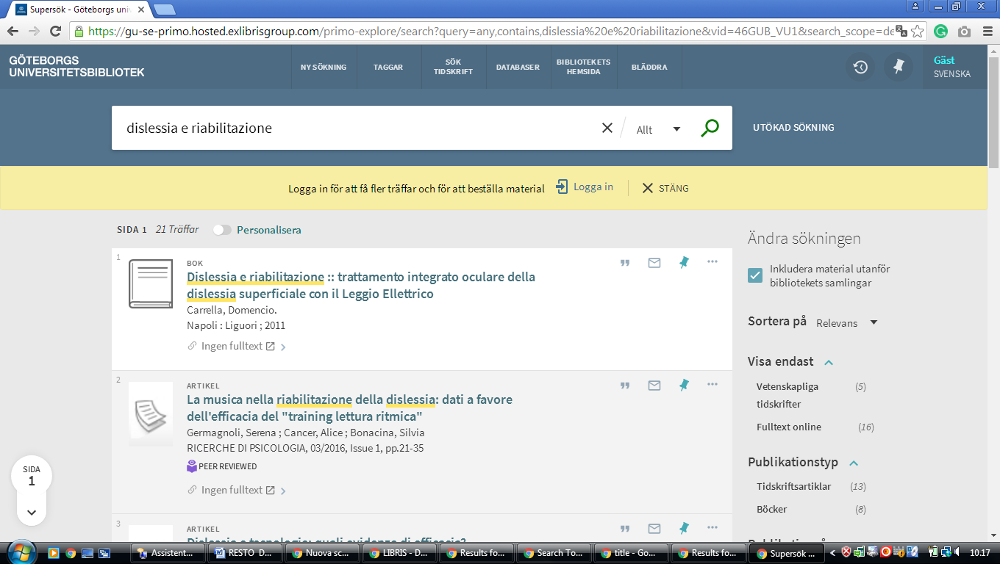 Supersök - Göteborgs univ
https://gu-se-primo.hosted.exlibrisgroup.com/primo-explore/search?query=any,contains,dislessia%20e%20riabilitazione&vid=46GUB_VU1&search_scope=de
GÖTEBORGS
UNIVERSITETSBIBLIOTEK
NY SÖKNING
TAGGAR
SÖK
TIDSKRIFT
DATABASER
BIBLIOTEKETS
HEMSIDA
BLÄDDRA
Gäst
SVENSKA
dislessia e riabilitazione
Allt
UTÖKAD SÖKNING
Logga in för att få fler träffar och för att beställa material
Logga in
STÄNG
SIDA 1 21 Träffar
Personalisera
1
BOK
Dislessia e riabilitazione :: trattamento integrato oculare della
dislessia superficiale con il Leggio Ellettrico
Carrella, Domencio.
Napoli : Liguori ; 2011
Ingen fulltext
2
ARTIKEL
La musica nella riabilitazione della dislessia: dati a favore
dell'efficacia del "training lettura ritmica"
Germagnoli, Serena ; Cancer, Alice ; Bonacina, Silvia
RICERCHE DI PSICOLOGIA, 03/2016, Issue 1, pp.21-35
PEER REVIEWED
Ingen fulltext
3
ARTIKEL
Dislessia e tecnologia: quali evidenze di efficacia?
Ändra sökningen
Inkludera material utanför
bibliotekets samlingar
Sortera på Relevans
Visa endast
Vetenskapliga (5)
tidskrifter
Fulltext online (16)
Publikationstyp
Tidskriftsartiklar (13)
Böcker (8)
SIDA
1
Assistent...
RESTO_D...
Nuova sc...
LIBRIS - D...
Results fo...
Search To...
title - Go...
Results fo...
Supersök ...
10.17